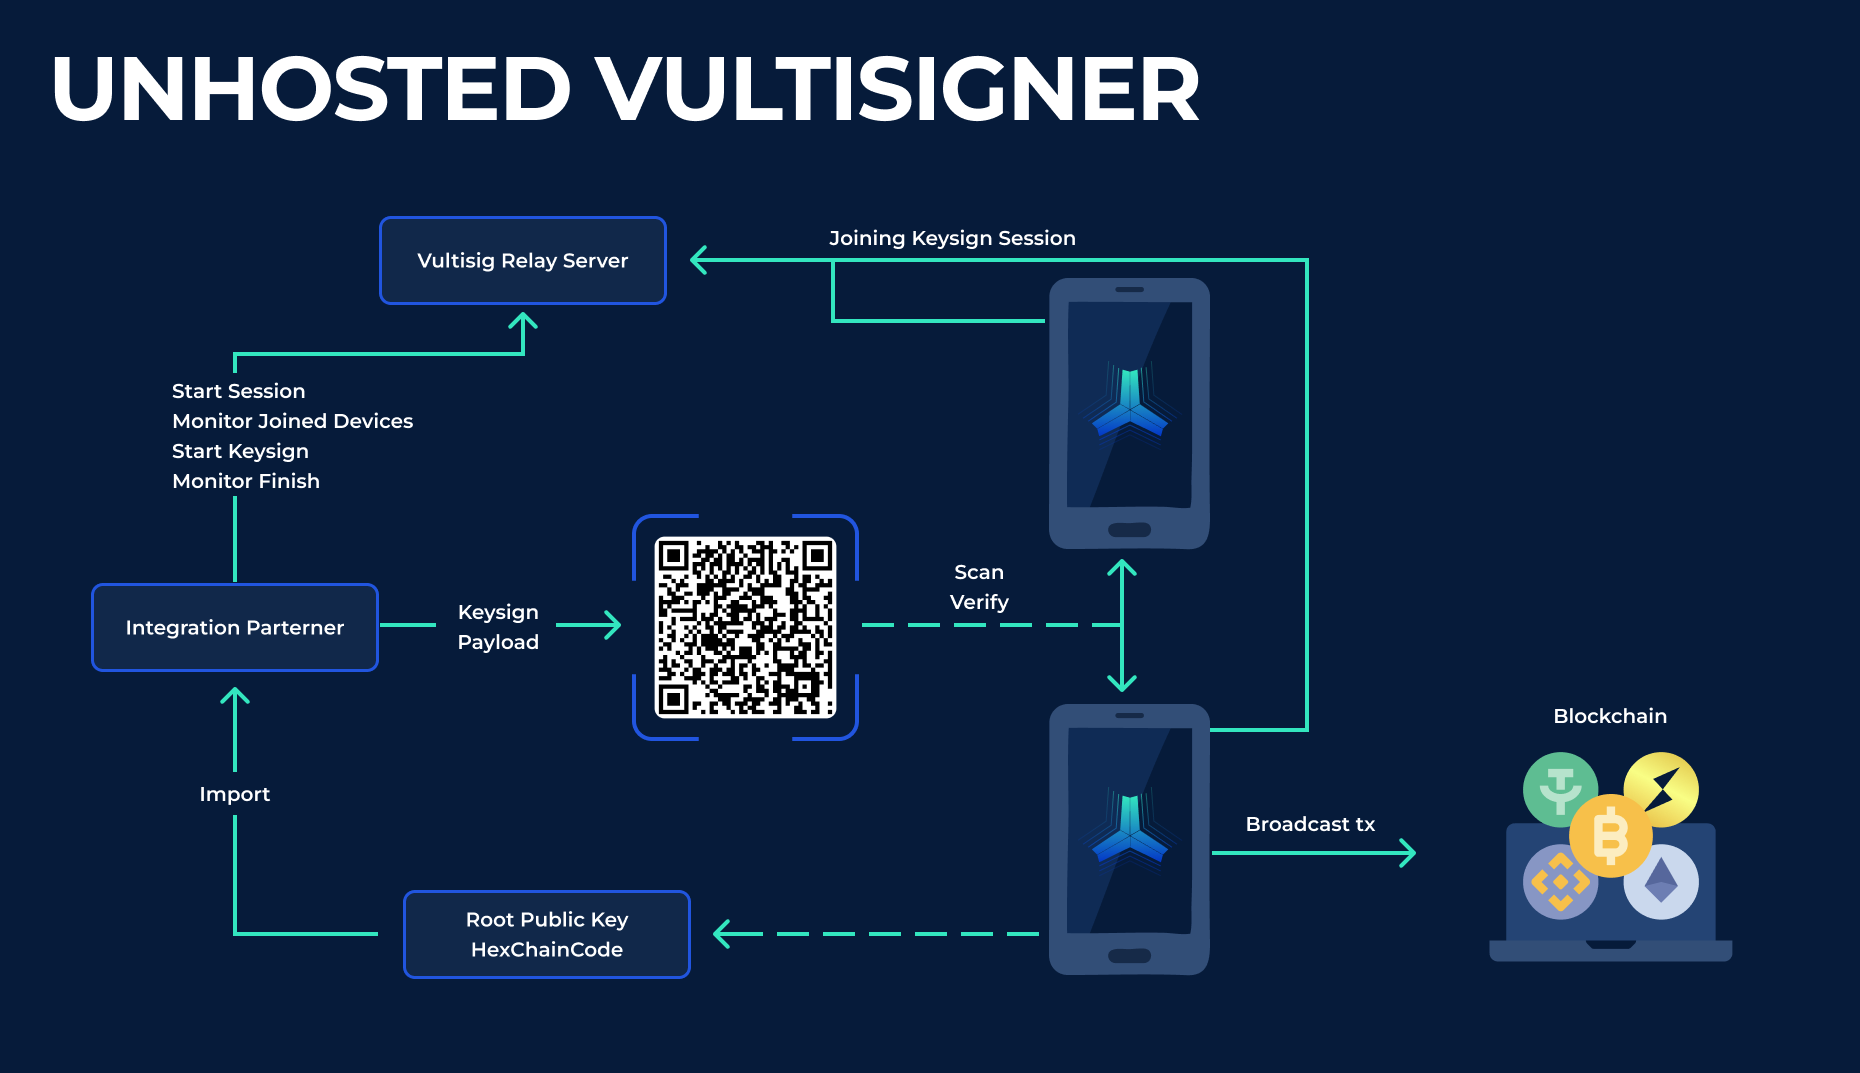 UNHOSTED VULTISIGNER
Vultisig Relay Server
Joining Keysign Session
Start Session
Monitor Joined Devices
Start Keysign
Monitor Finish
Integration Parterner
Keysign
Payload
Scan
Verify
Import
Root Public Key
HexChainCode
Broadcast tx
Blockchain